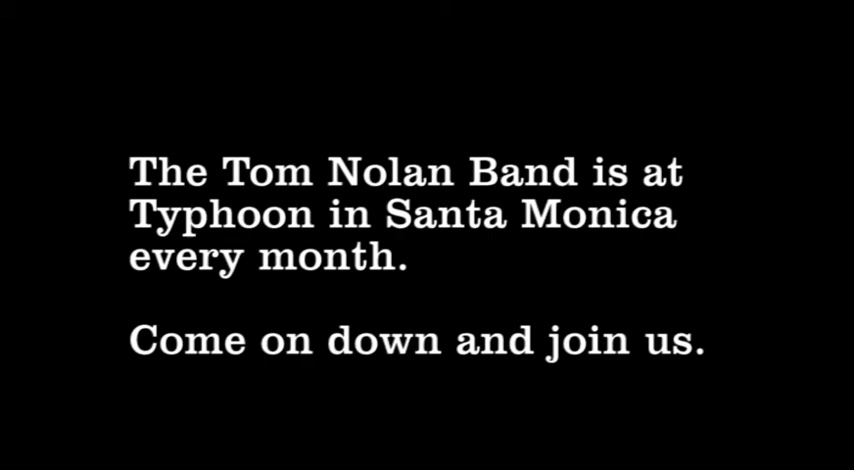 The Tom Nolan Band is at
Typhoon in Santa Monica
every month.
Come on down and join us.